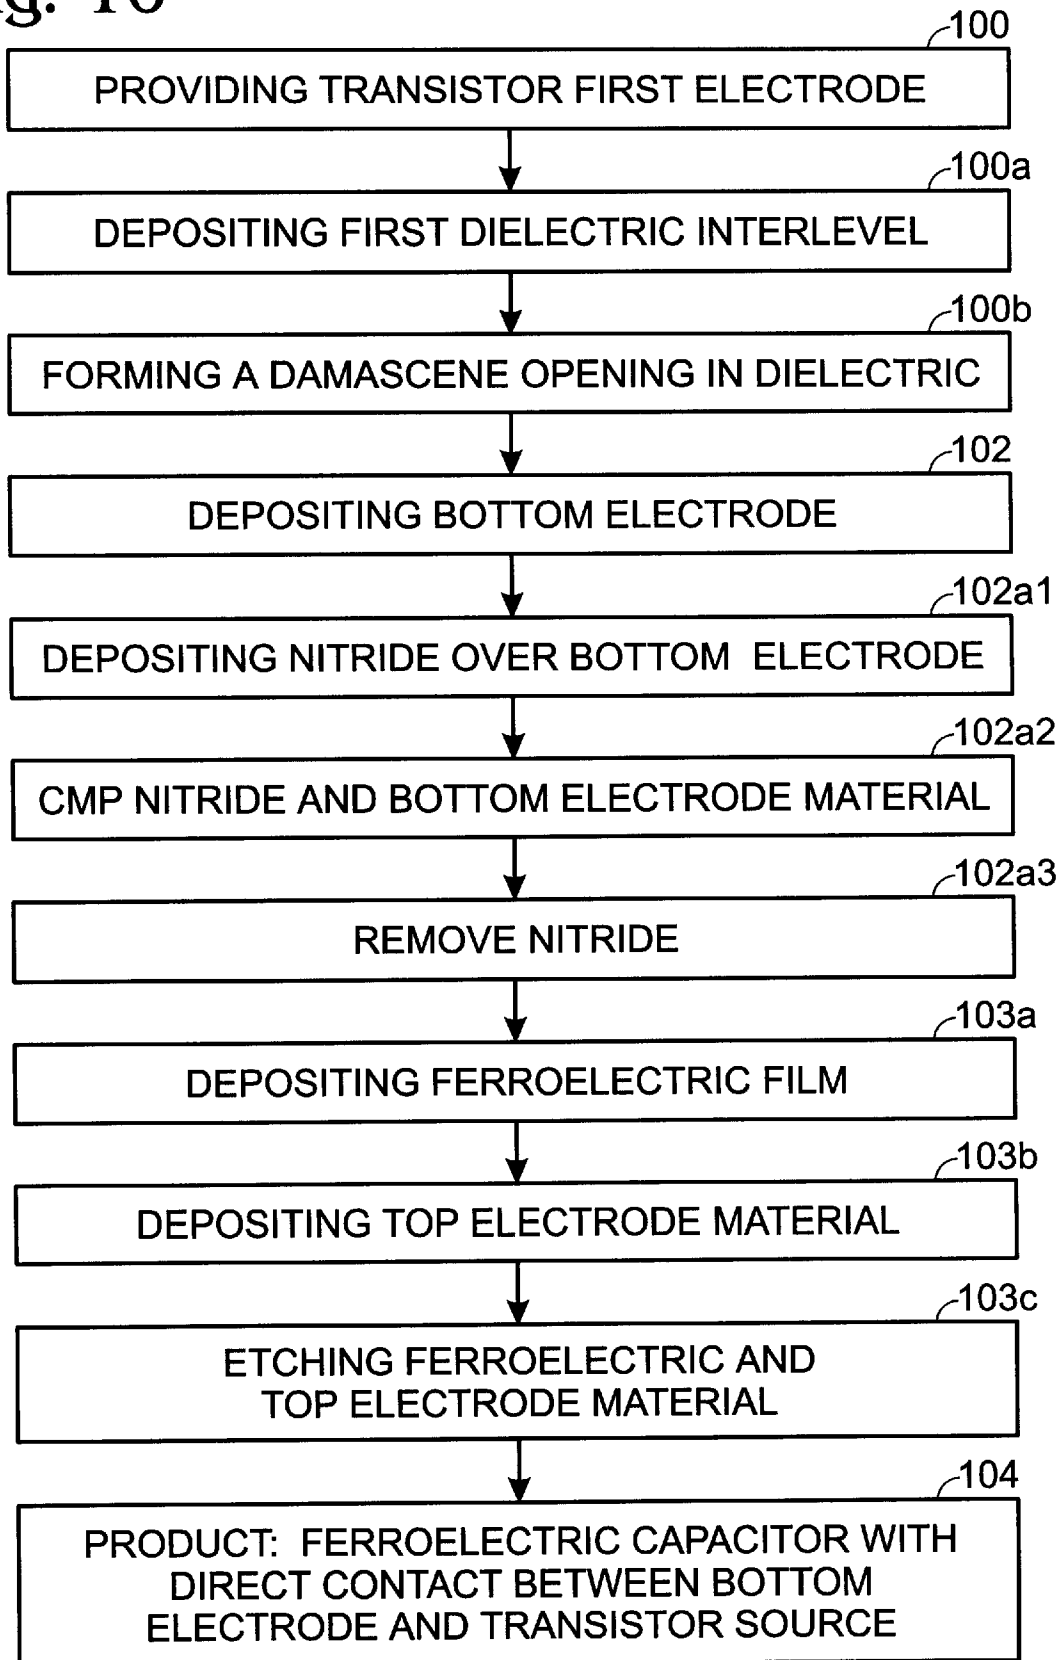 100
PROVIDING TRANSISTOR FIRST ELECTRODE
100a
DEPOSITING FIRST DIELECTRIC INTERLEVEL
100b
FORMING A DAMASCENE OPENING IN DIELECTRIC
102
DEPOSITING BOTTOM ELECTRODE
102a1
DEPOSITING NITRIDE OVER BOTTOM ELECTRODE
102a2
CMP NITRIDE AND BOTTOM ELECTRODE MATERIAL
102a3
REMOVE NITRIDE
103a
DEPOSITING FERROELECTRIC FILM
103b
DEPOSITING TOP ELECTRODE MATERIAL
103c
ETCHING FERROELECTRIC AND
TOP ELECTRODE MATERIAL
104
PRODUCT: FERROELECTRIC CAPACITOR WITH
DIRECT CONTACT BETWEEN BOTTOM
ELECTRODE AND TRANSISTOR SOURCE